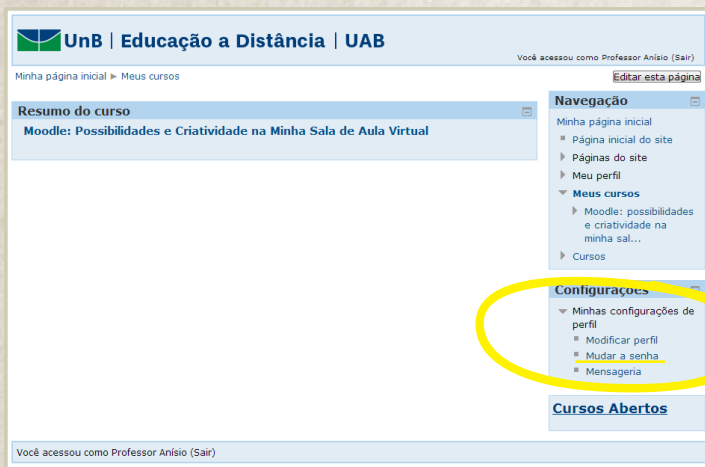 UnB | Educação a Distância | UAB
Você acessou como Professor Anísio (Sair)
Minha página inicial ► Meus cursos
Editar esta página
Resumo do curso
Moodle: Possibilidades e Criatividade na Minha Sala de Aula Virtual
Navegação
Minha página inicial
Página inicial do site
Páginas do site
Meu perfil
Meus cursos
Moodle: possibilidades
e criatividade na
minha sal...
Cursos
Configurações
Minhas configurações de
perfil
Modificar perfil
Mudar a senha
Mensageria
Cursos Abertos
Você acessou como Professor Anísio (Sair)